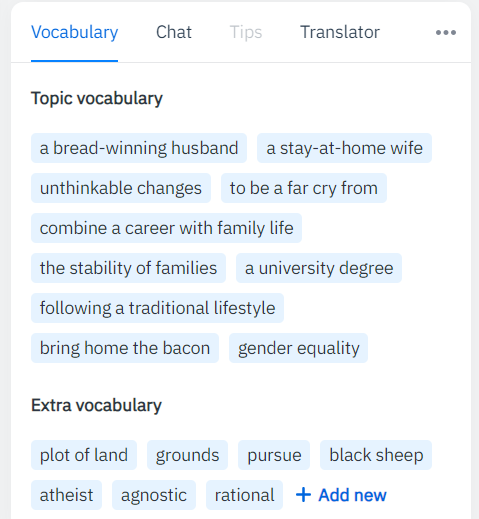 Vocabulary Chat Tips Translator
Topic vocabulary
a bread-winning husband a stay-at-home wife
unthinkable changes to be a far cry from
combine a career with family life
the stability of families a university degree
following a traditional lifestyle
bring home the bacon gender equality
Extra vocabulary
plot of land grounds pursue black sheep
atheist agnostic rational + Add new